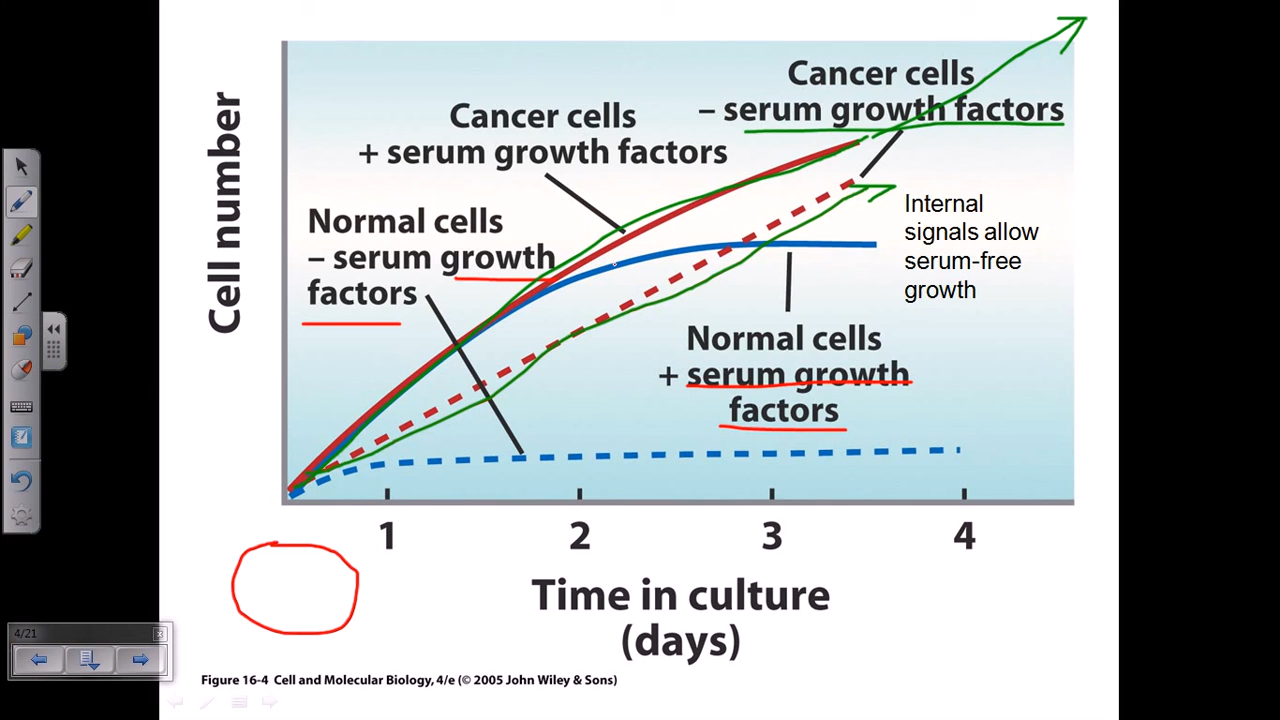 Cancer cells
– serum growth factors
Cancer cells
+ serum growth factors
Normal cells
– serum growth
factors
Internal
signals allow
serum-free
growth
Normal cells
+ serum growth
factors
Cell number
1 2 3 4
Time in culture
(days)
4/21
Figure 16-4 Cell and Molecular Biology, 4/e (© 2005 John Wiley & Sons)